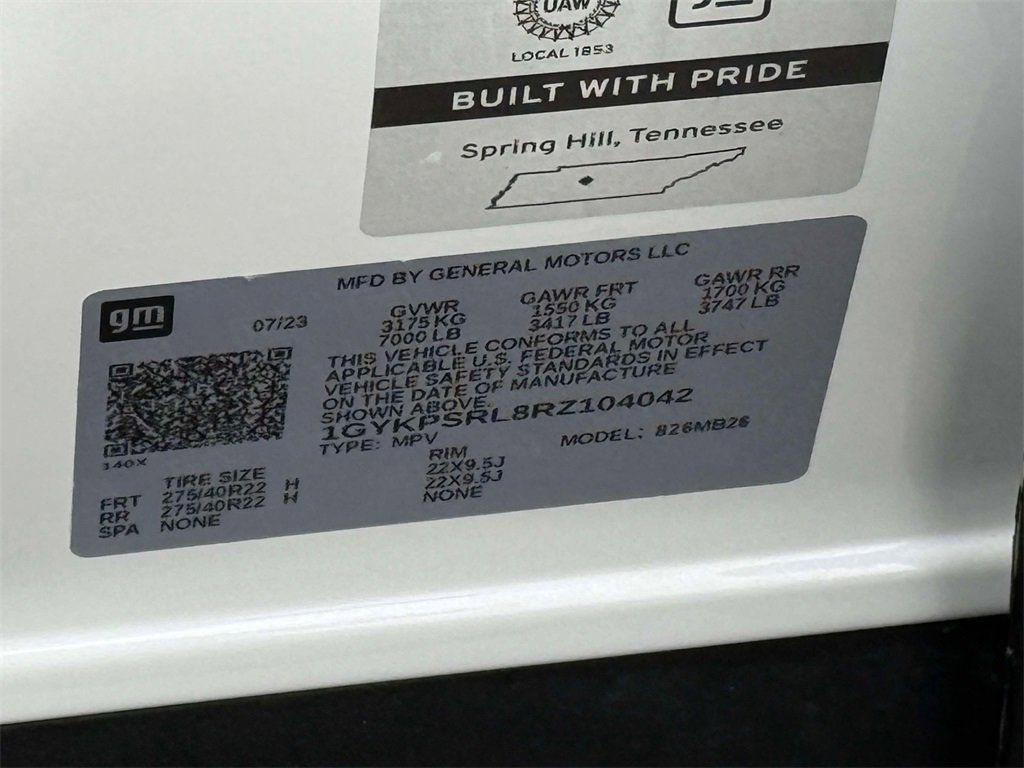 UAW
LOCAL 1853
BUILT WITH PRIDE
Spring Hill, Tennessee
MFD BY GENERAL MOTORS LLC
gm
07/23
GVWR GAWR FRT GAWR RR
3175 KG 1550 KG 1700 KG
7000 LB 3417 LB 3747 LB
THIS VEHICLE CONFORMS TO ALL
APPLICABLE U.S. FEDERAL MOTOR
VEHICLE SAFETY STANDARDS IN EFFECT
ON THE DATE OF MANUFACTURE
SHOWN ABOVE.
1GYKPSRL8RZ104042
TYPE: MPV MODEL: 826MB26
140X
TIRE SIZE RIM
FRT 275/40R22 H 22X9.5J
RR 275/40R22 H 22X9.5J
SPA NONE NONE